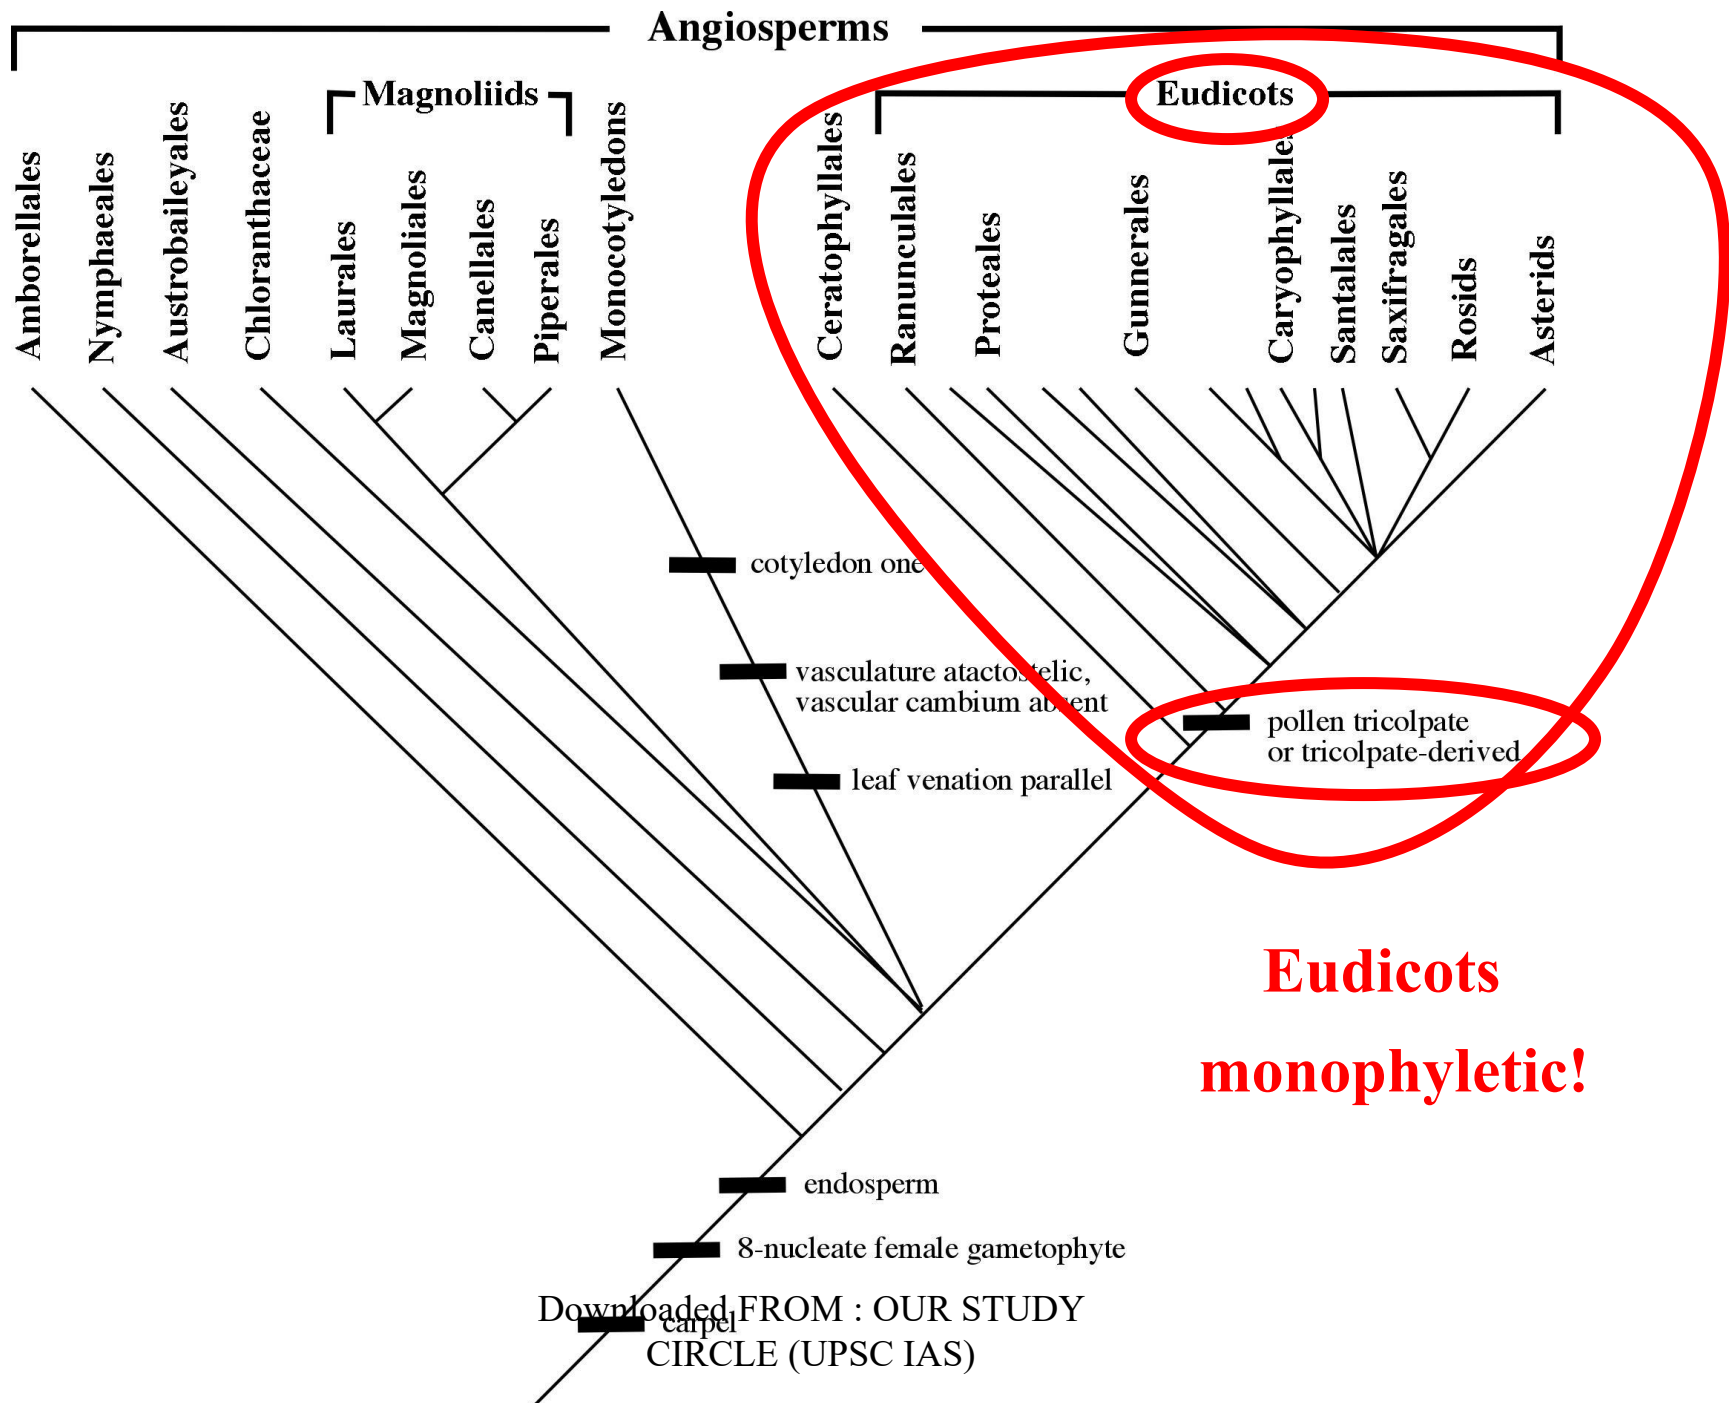 Angiosperms
Magnoliids
Eudicots
Amborellales
Nymphaeales
Austrobaileyales
Chloranthaceae
Laurales
Magnoliales
Canellales
Piperales
Monocotyledons
Ceratophyllales
Ranunculales
Proteales
Gunnerales
Caryophyllales
Santalales
Saxifragales
Rosids
Asterids
cotyledon one
vasculature atactostelic,
vascular cambium absent
pollen tricolpate
or tricolpate-derived
leaf venation parallel
Eudicots
monophyletic!
endosperm
8-nucleate female gametophyte
carpel
Downloaded FROM : OUR STUDY
CIRCLE (UPSC IAS)